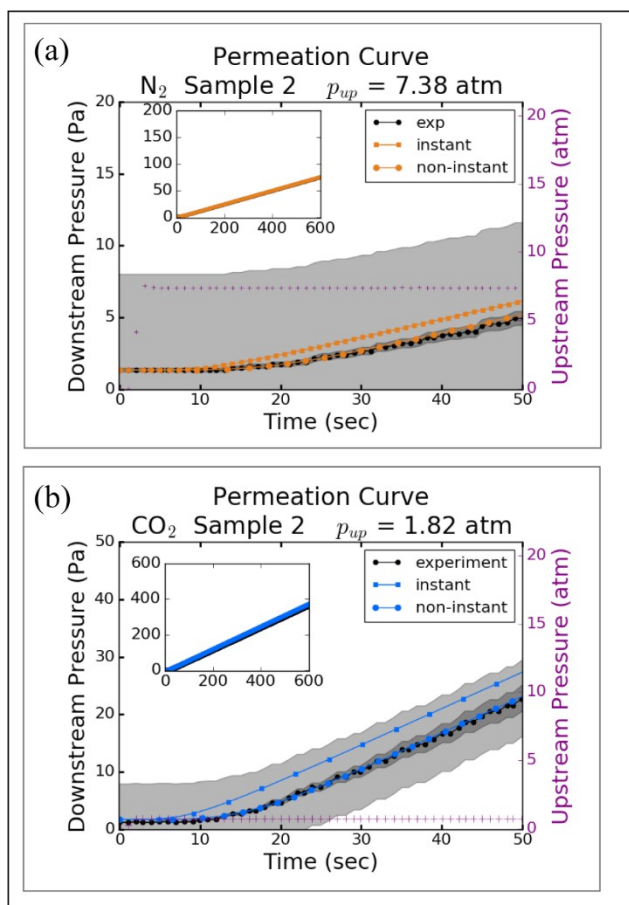 (a)
Permeation Curve
N₂ Sample 2 p_up = 7.38 atm
Downstream Pressure (Pa)
20
15
10
5
0
200
150
100
50
0
0 200 400 600
exp
instant
non-instant
20
15
10
5
0
Upstream Pressure (atm)
0 10 20 30 40 50
Time (sec)
(b)
Permeation Curve
CO₂ Sample 2 p_up = 1.82 atm
Downstream Pressure (Pa)
50
40
30
20
10
0
600
400
200
0
0 200 400 600
experiment
instant
non-instant
20
15
10
5
0
Upstream Pressure (atm)
0 10 20 30 40 50
Time (sec)